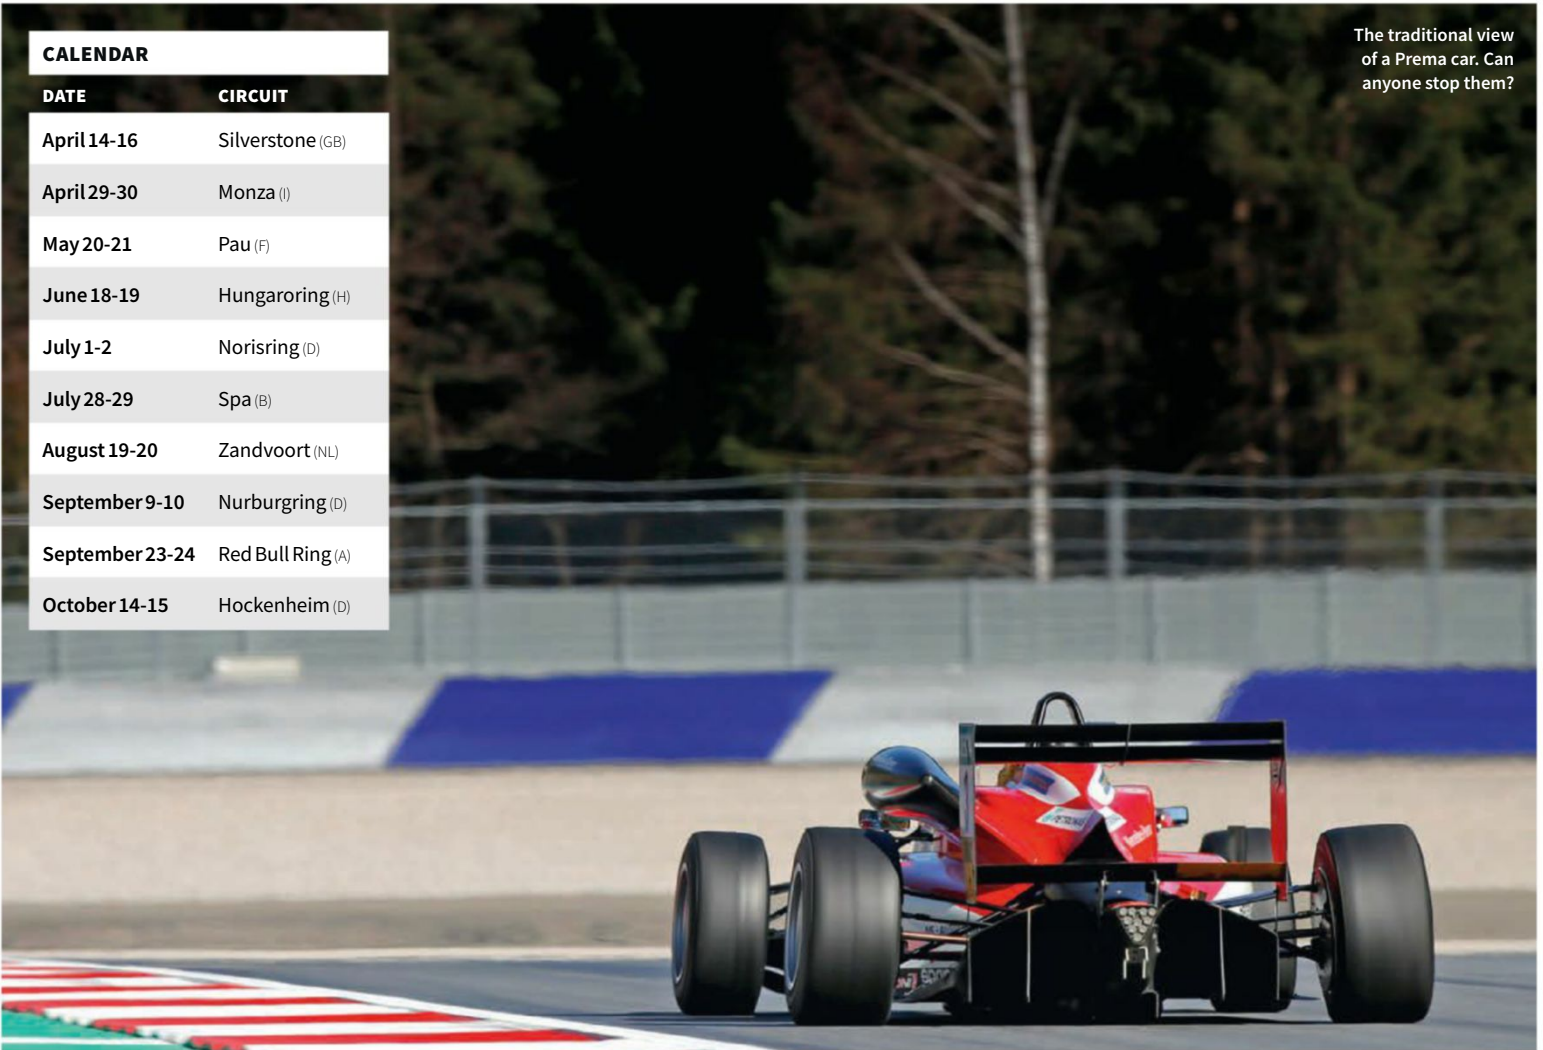 CALENDAR
DATE CIRCUIT
April 14-16 Silverstone (GB)
April 29-30 Monza (I)
May 20-21 Pau (F)
June 18-19 Hungaroring (H)
July 1-2 Norisring (D)
July 28-29 Spa (B)
August 19-20 Zandvoort (NL)
September 9-10 Nurburgring (D)
September 23-24 Red Bull Ring (A)
October 14-15 Hockenheim (D)
The traditional view
of a Prema car. Can
anyone stop them?
PETRONAS